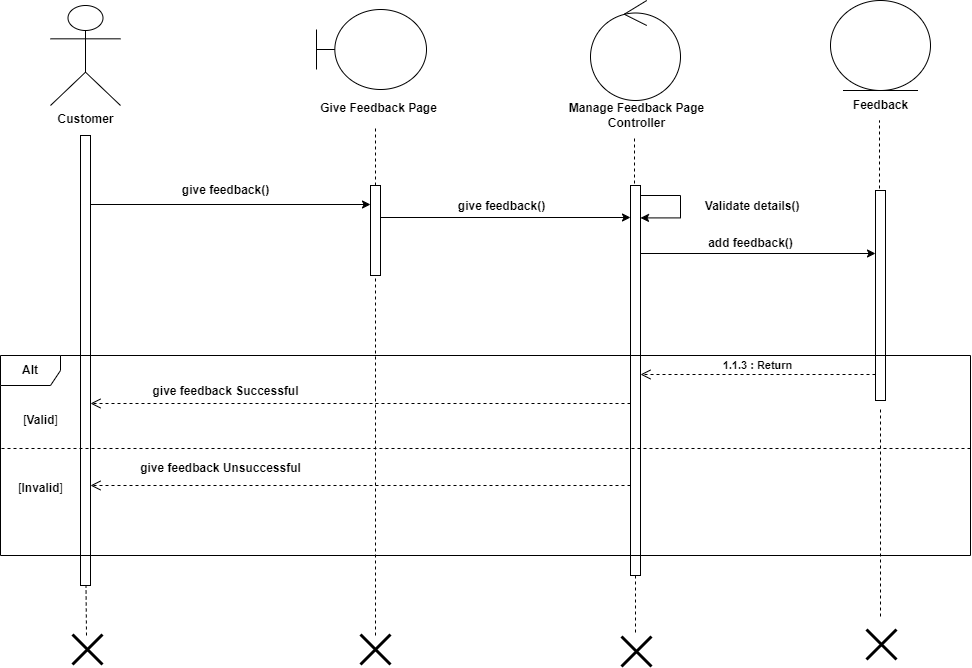 Customer
Give Feedback Page
Manage Feedback Page
Controller
Feedback
give feedback()
give feedback()
Validate details()
add feedback()
Alt
1.1.3 : Return
give feedback Successful
[Valid]
give feedback Unsuccessful
[Invalid]